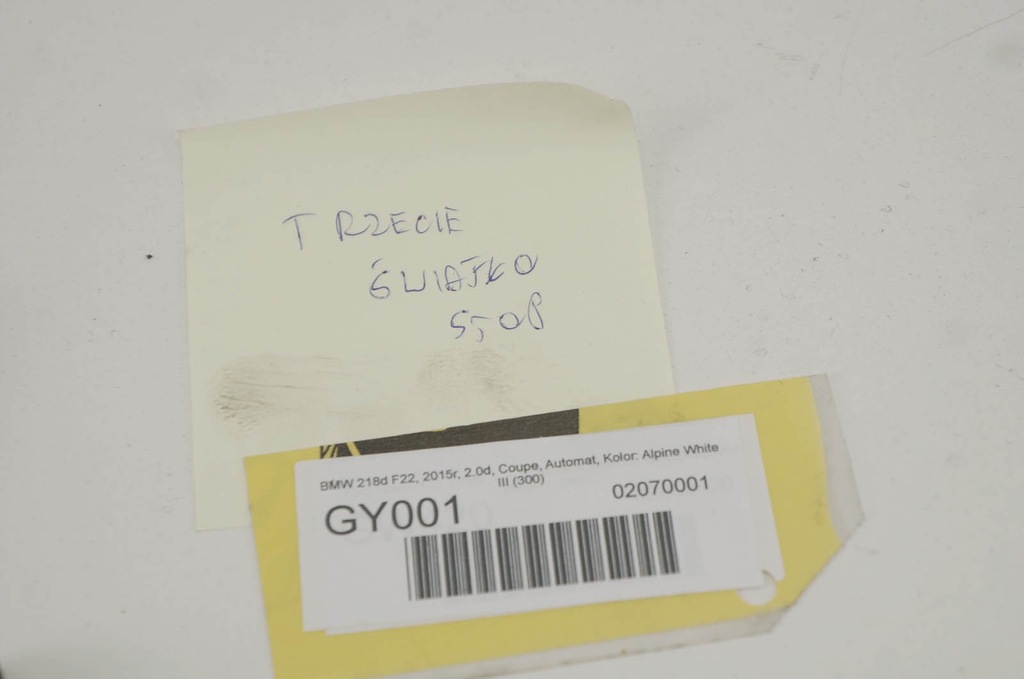 TRZECIE
ŚWIATŁO
STOP
BMW 218d F22, 2015r, 2.0d, Coupe, Automat, Kolor: Alpine White
III (300)
GY001
02070001